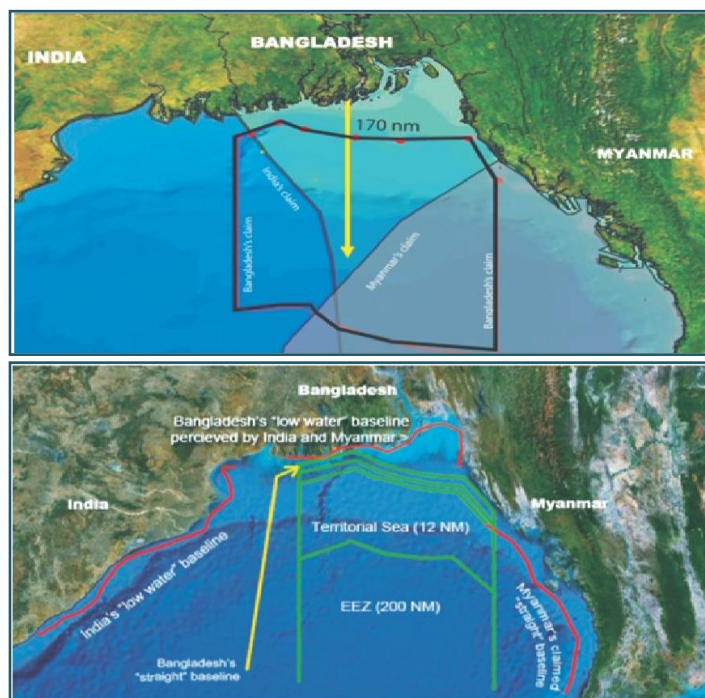 BANGLADESH
INDIA
170 nm
MYANMAR
India's claim
Myanmar's claim
Bangladesh's claim
Bangladesh's claim
Bangladesh
Bangladesh's "low water" baseline
percieved by India and Myanmar >
India
Myanmar
Territorial Sea (12 NM)
India's "low water" baseline
EEZ (200 NM)
Myanmar's claimed
"straight" baseline
Bangladesh's
"straight" baseline